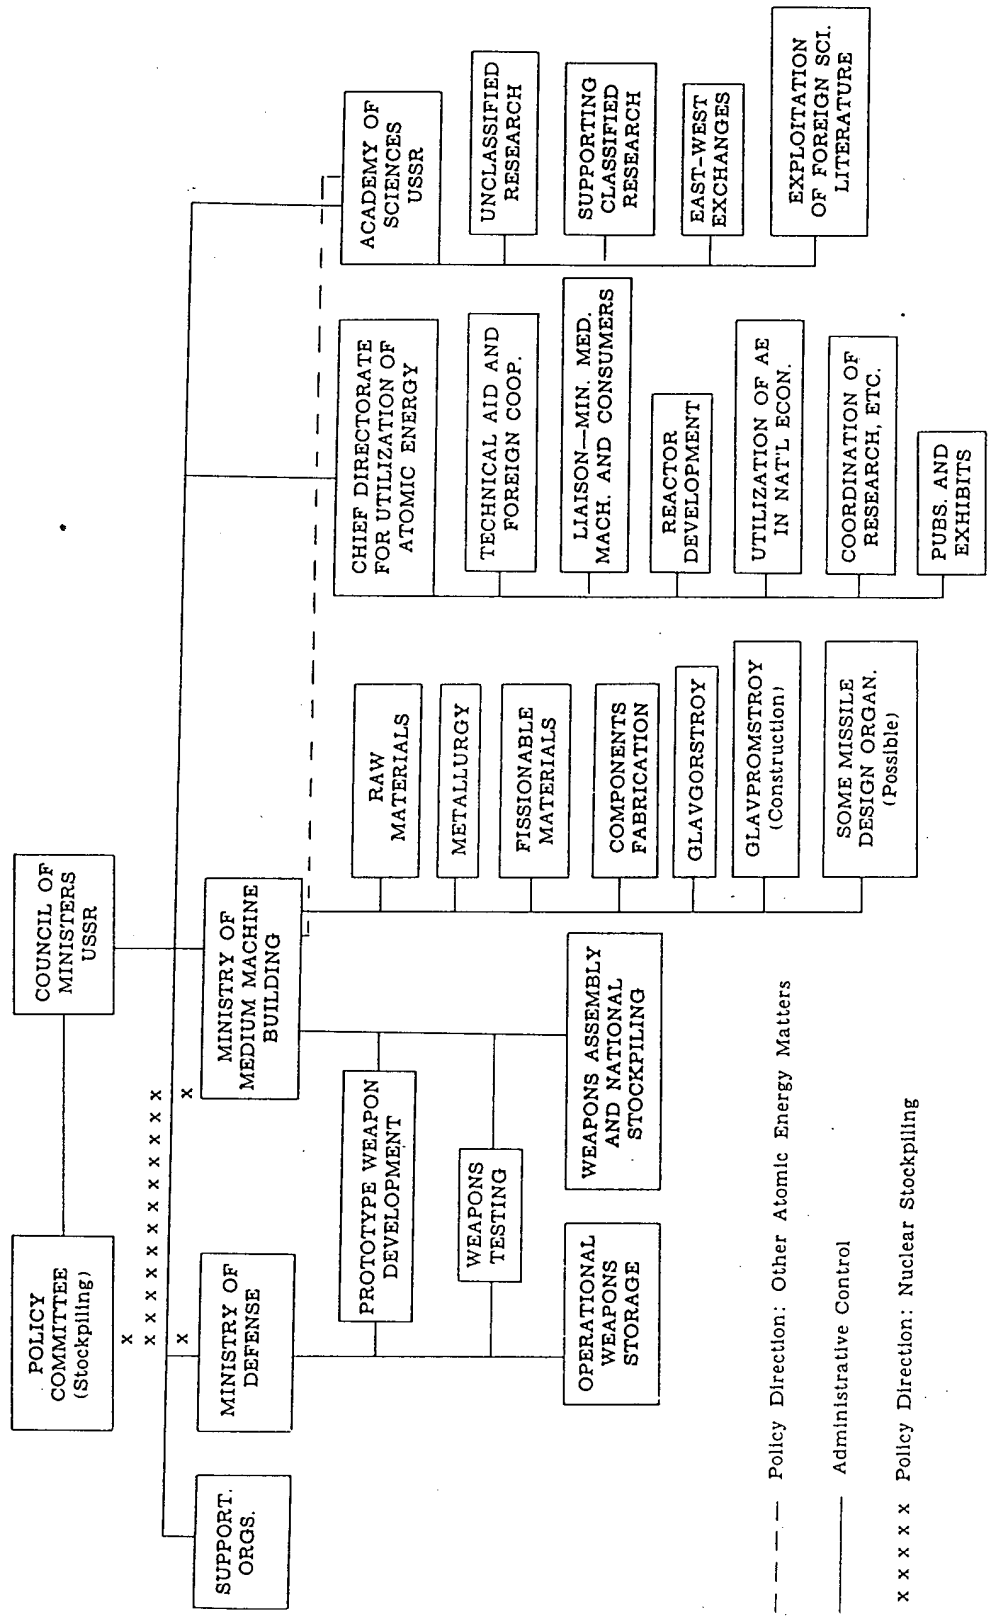 POLICY
COMMITTEE
(Stockpiling)
COUNCIL OF
MINISTERS
USSR
SUPPORT.
ORGS.
MINISTRY OF
DEFENSE
MINISTRY OF
MEDIUM MACHINE
BUILDING
CHIEF DIRECTORATE
FOR UTILIZATION OF
ATOMIC ENERGY
ACADEMY OF
SCIENCES
USSR
PROTOTYPE WEAPON
DEVELOPMENT
WEAPONS
TESTING
OPERATIONAL
WEAPONS
STORAGE
WEAPONS ASSEMBLY
AND NATIONAL
STOCKPILING
RAW
MATERIALS
METALLURGY
FISSIONABLE
MATERIALS
COMPONENTS
FABRICATION
GLAVGORSTROY
GLAVPROMSTROY
(Construction)
SOME MISSILE
DESIGN ORGAN.
(Possible)
TECHNICAL AID AND
FOREIGN COOP.
LIAISON—MIN. MED.
MACH. AND CONSUMERS
REACTOR
DEVELOPMENT
UTILIZATION OF AE
IN NAT'L ECON.
COORDINATION OF
RESEARCH, ETC.
PUBS. AND
EXHIBITS
UNCLASSIFIED
RESEARCH
SUPPORTING
CLASSIFIED
RESEARCH
EAST-WEST
EXCHANGES
EXPLOITATION
OF FOREIGN SCI.
LITERATURE
Policy Direction: Other Atomic Energy Matters
Administrative Control
x x x x x Policy Direction: Nuclear Stockpiling